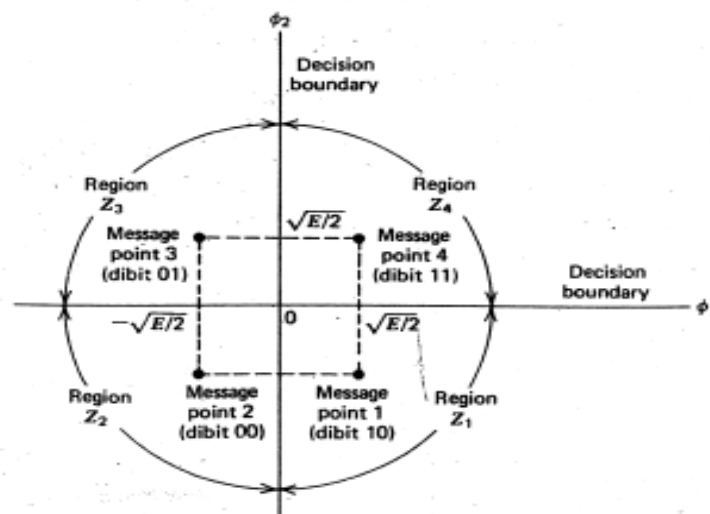 ϕ₂
Decision
boundary
Region
Z₃
Region
Z₄
√E/2
Message
point 3
(dibit 01)
Message
point 4
(dibit 11)
Decision
boundary
ϕ
−√E/2
0
√E/2
Region
Z₂
Message
point 2
(dibit 00)
Message
point 1
(dibit 10)
Region
Z₁